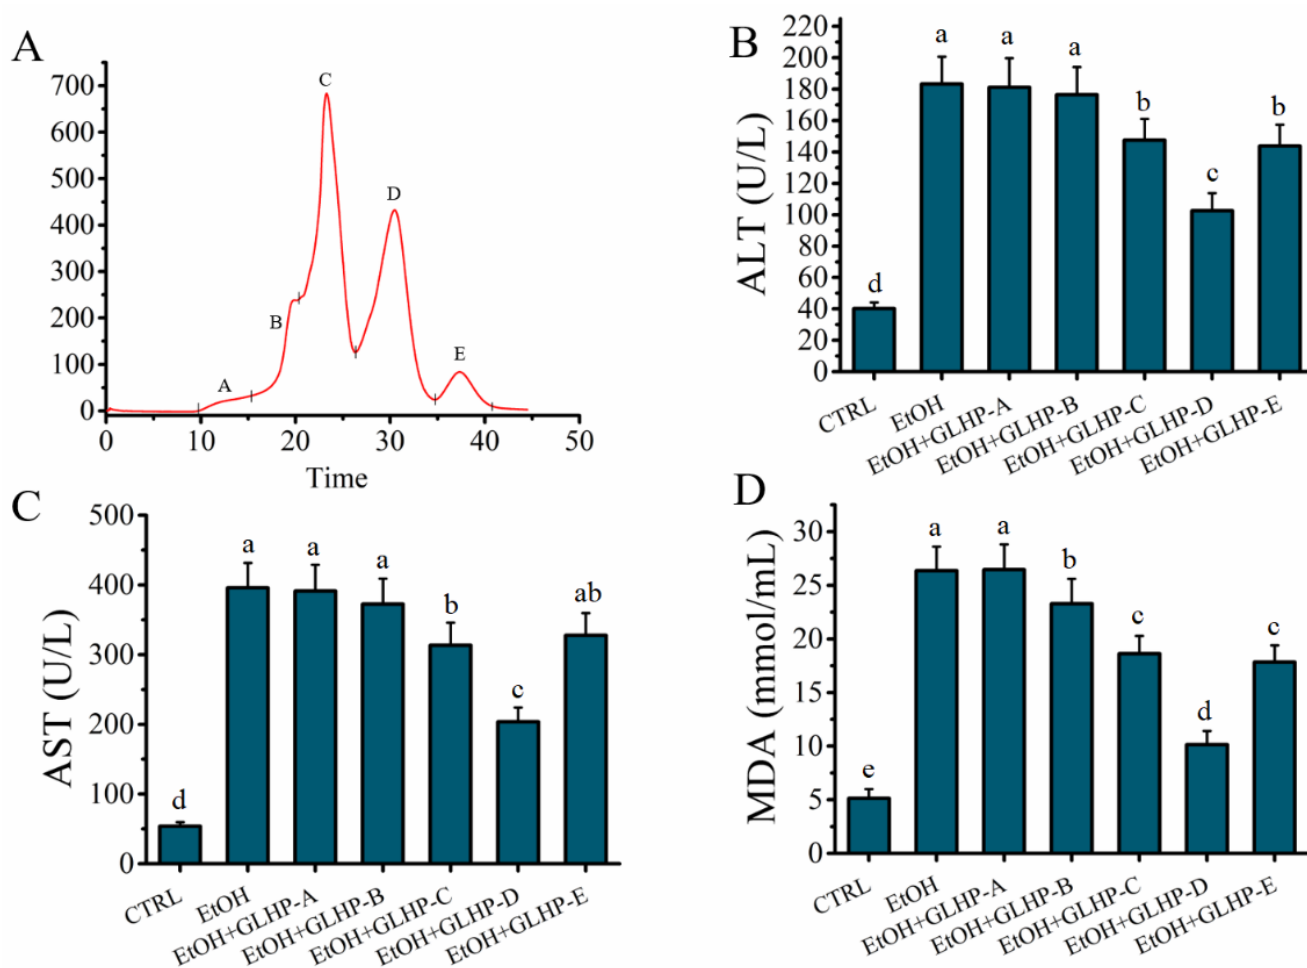 A
700
600
500
400
300
200
100
0
A
B
C
D
E
0 10 20 30 40 50
Time
B
ALT (U/L)
220
200
180
160
140
120
100
80
60
40
20
0
d a a a b c b
CTRL
EtOH
EtOH+GLHP-A
EtOH+GLHP-B
EtOH+GLHP-C
EtOH+GLHP-D
EtOH+GLHP-E
C
AST (U/L)
500
400
300
200
100
0
d a a a b c ab
CTRL
EtOH
EtOH+GLHP-A
EtOH+GLHP-B
EtOH+GLHP-C
EtOH+GLHP-D
EtOH+GLHP-E
D
MDA (mmol/mL)
30
25
20
15
10
5
0
e a a b c d c
CTRL
EtOH
EtOH+GLHP-A
EtOH+GLHP-B
EtOH+GLHP-C
EtOH+GLHP-D
EtOH+GLHP-E